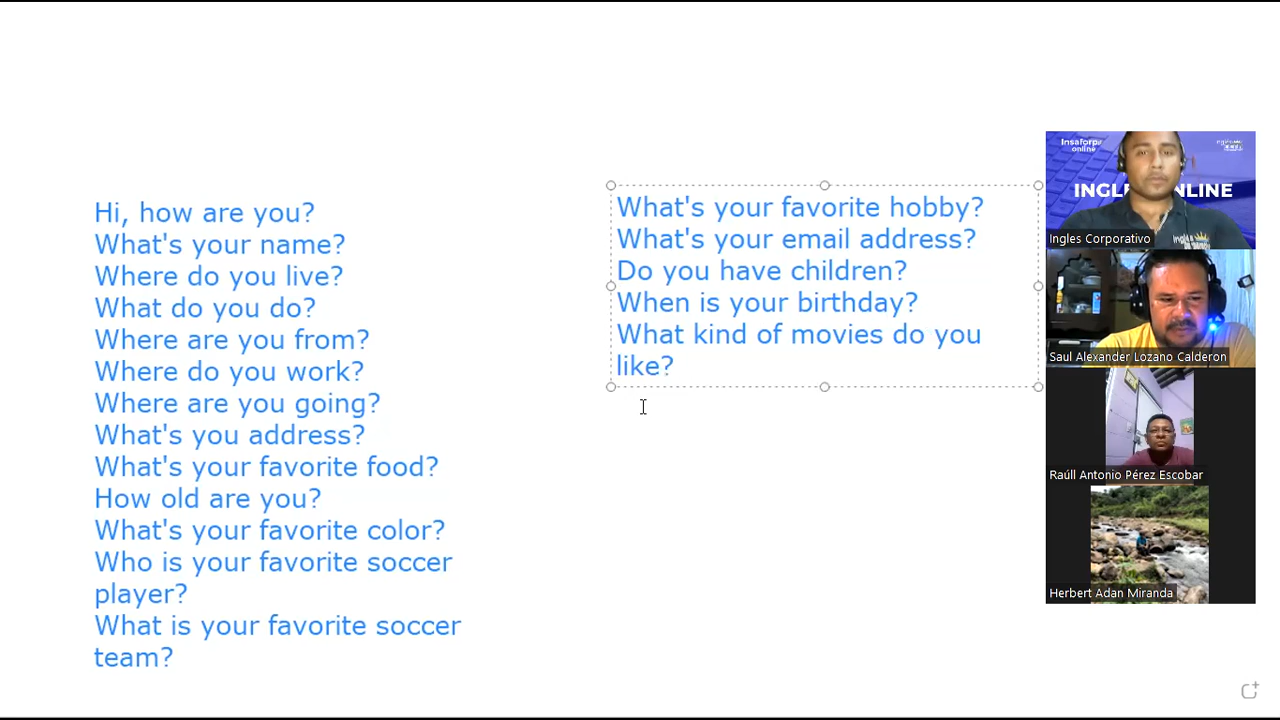 Hi, how are you?
What's your name?
Where do you live?
What do you do?
Where are you from?
Where do you work?
Where are you going?
What's you address?
What's your favorite food?
How old are you?
What's your favorite color?
Who is your favorite soccer
player?
What is your favorite soccer
team?
What's your favorite hobby?
What's your email address?
Do you have children?
When is your birthday?
What kind of movies do you
like?
Insaforp
online
Ingles Corporativo
Saul Alexander Lozano Calderon
Raúll Antonio Pérez Escobar
Herbert Adan Miranda